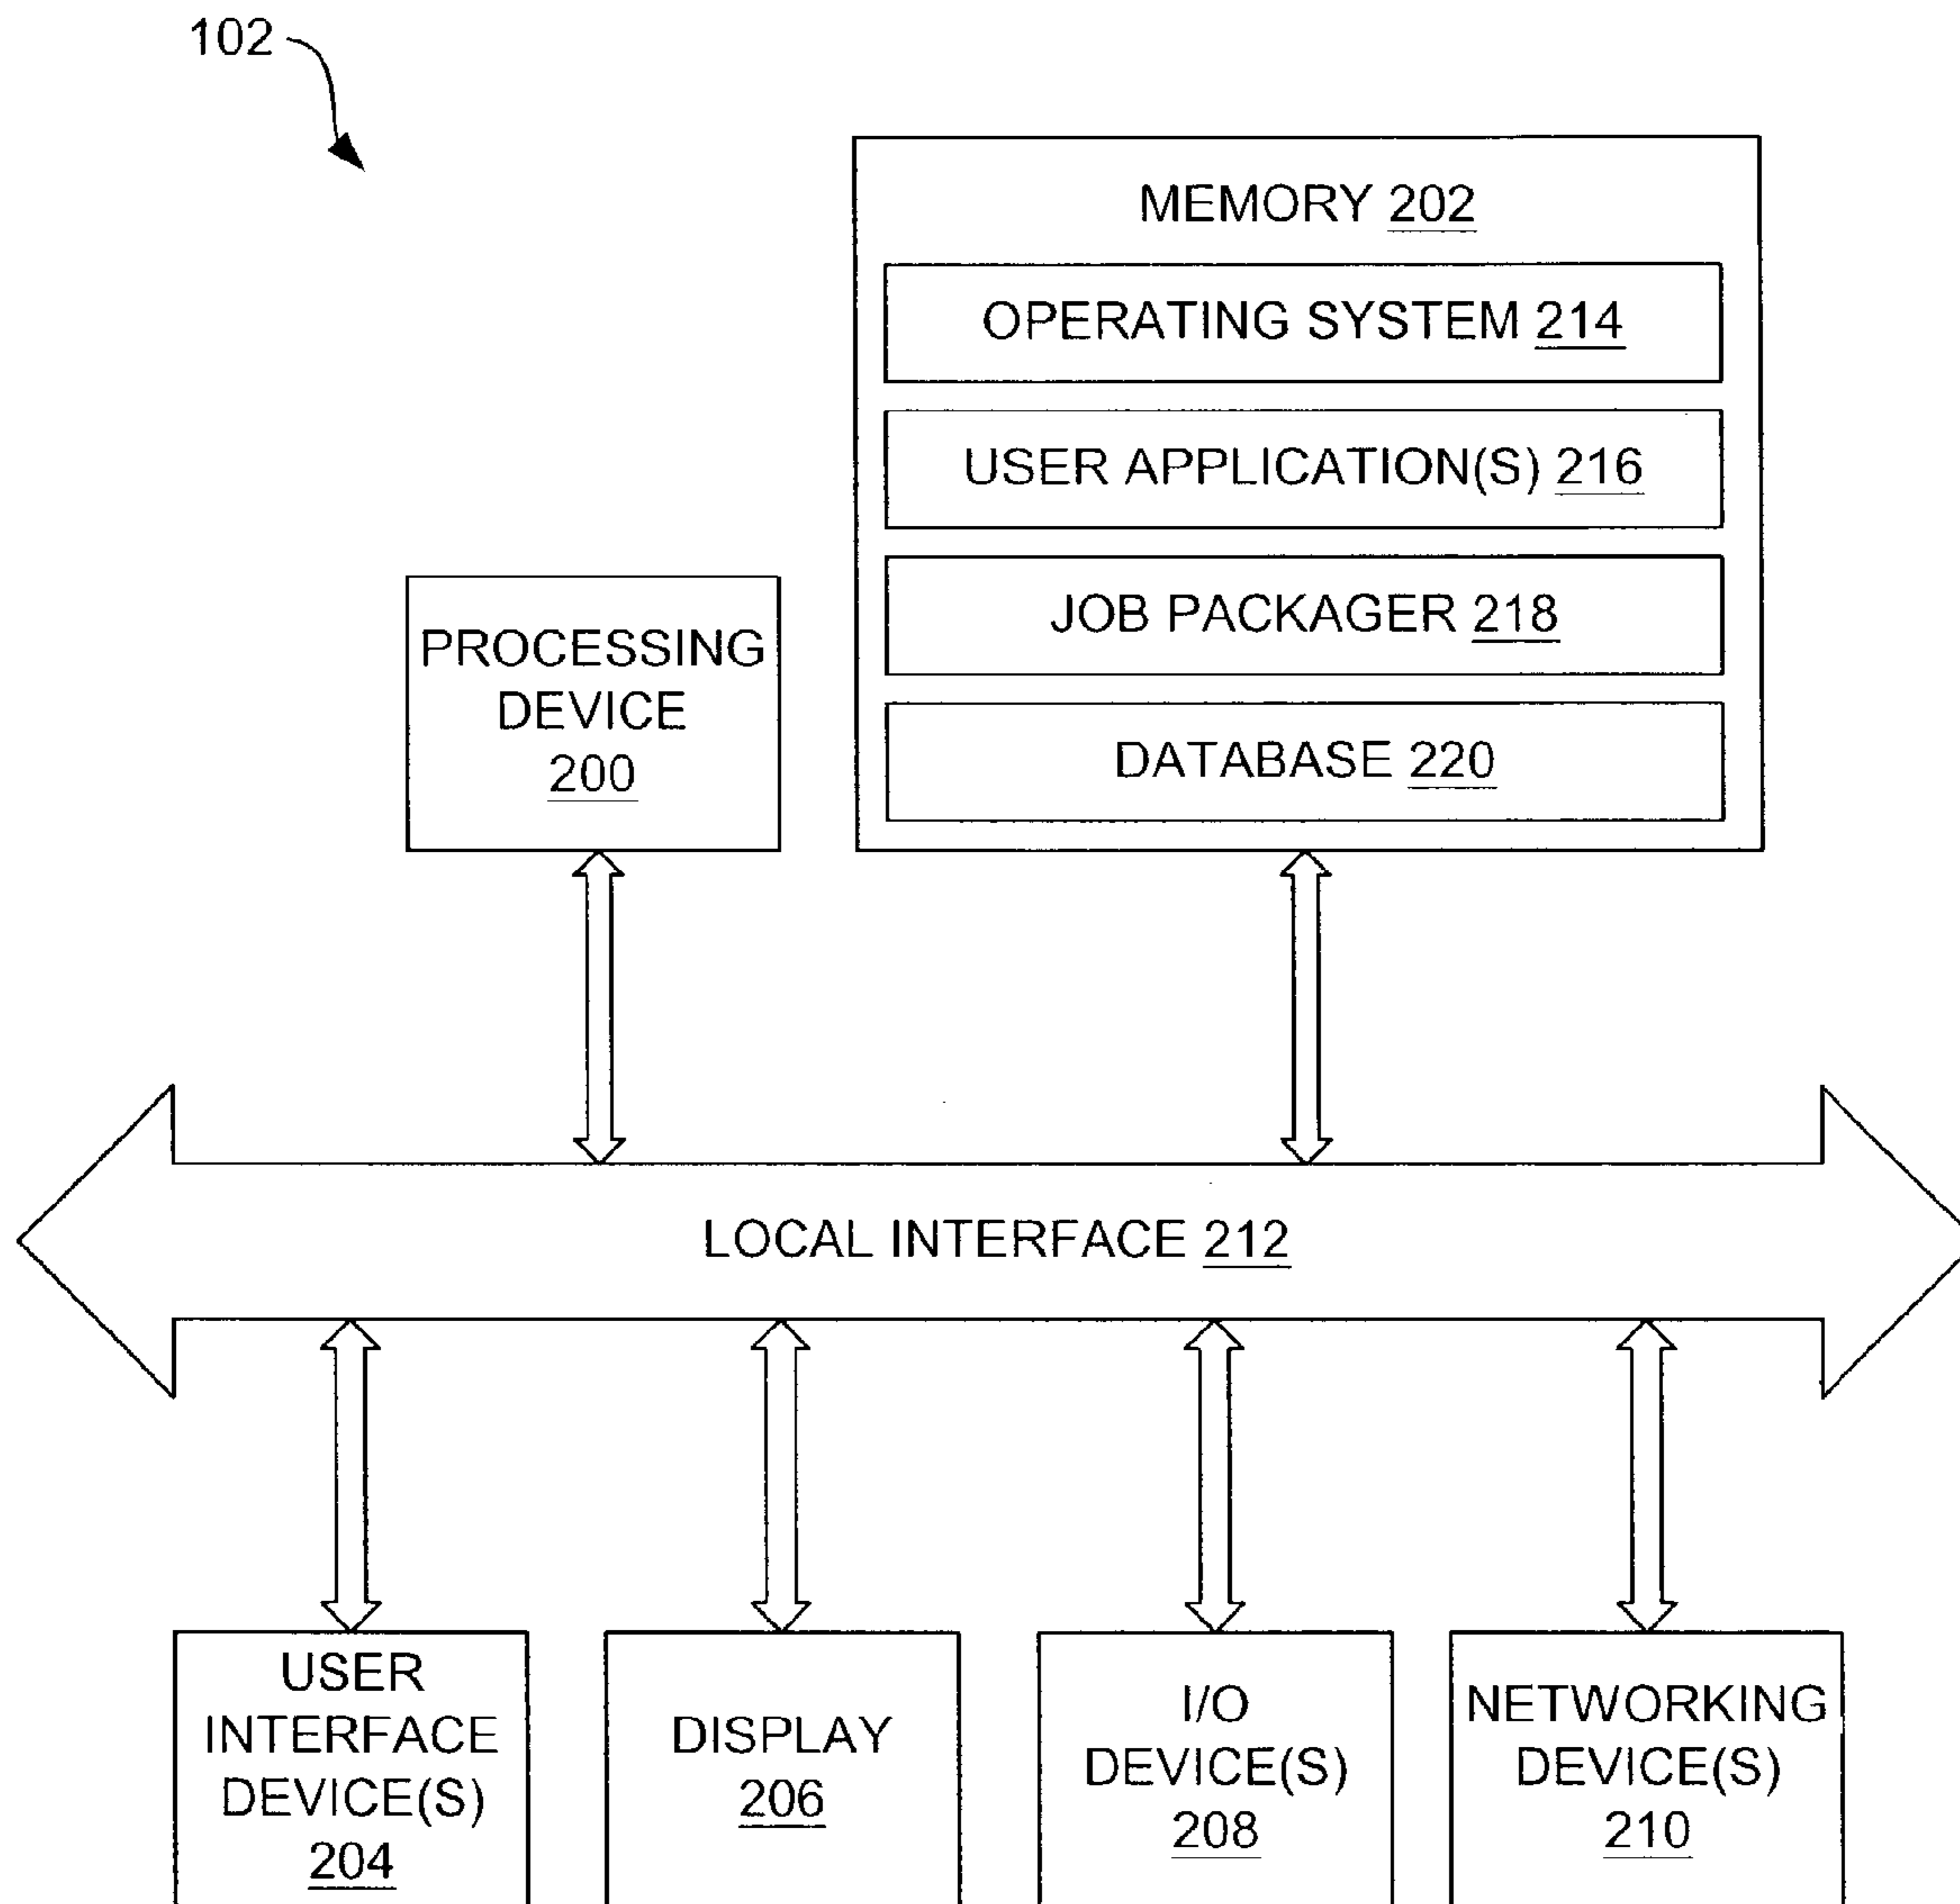 102
MEMORY 202
OPERATING SYSTEM 214
USER APPLICATION(S) 216
JOB PACKAGER 218
DATABASE 220
PROCESSING
DEVICE
200
LOCAL INTERFACE 212
USER
INTERFACE
DEVICE(S)
204
DISPLAY
206
I/O
DEVICE(S)
208
NETWORKING
DEVICE(S)
210